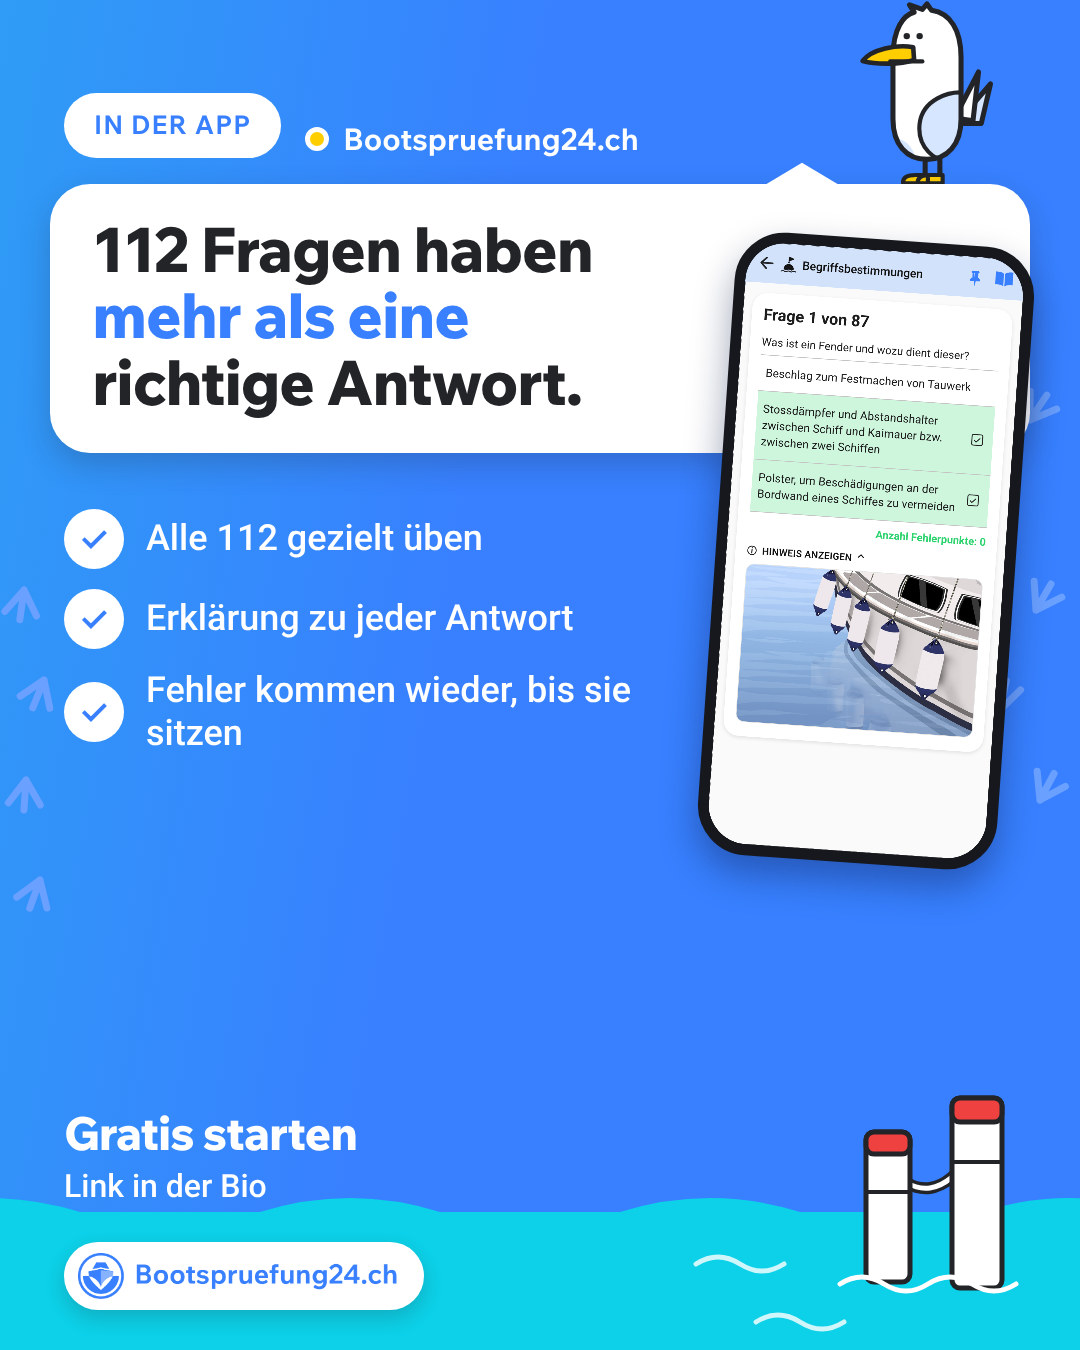 IN DER APP
Bootspruefung24.ch
112 Fragen haben
mehr als eine
richtige Antwort.
Alle 112 gezielt üben
Erklärung zu jeder Antwort
Fehler kommen wieder, bis sie
sitzen
Begriffsbestimmungen
Frage 1 von 87
Was ist ein Fender und wozu dient dieser?
Beschlag zum Festmachen von Tauwerk
Stossdämpfer und Abstandshalter
zwischen Schiff und Kaimauer bzw.
zwischen zwei Schiffen
Polster, um Beschädigungen an der
Bordwand eines Schiffes zu vermeiden
Anzahl Fehlerpunkte: 0
HINWEIS ANZEIGEN
Gratis starten
Link in der Bio
Bootspruefung24.ch